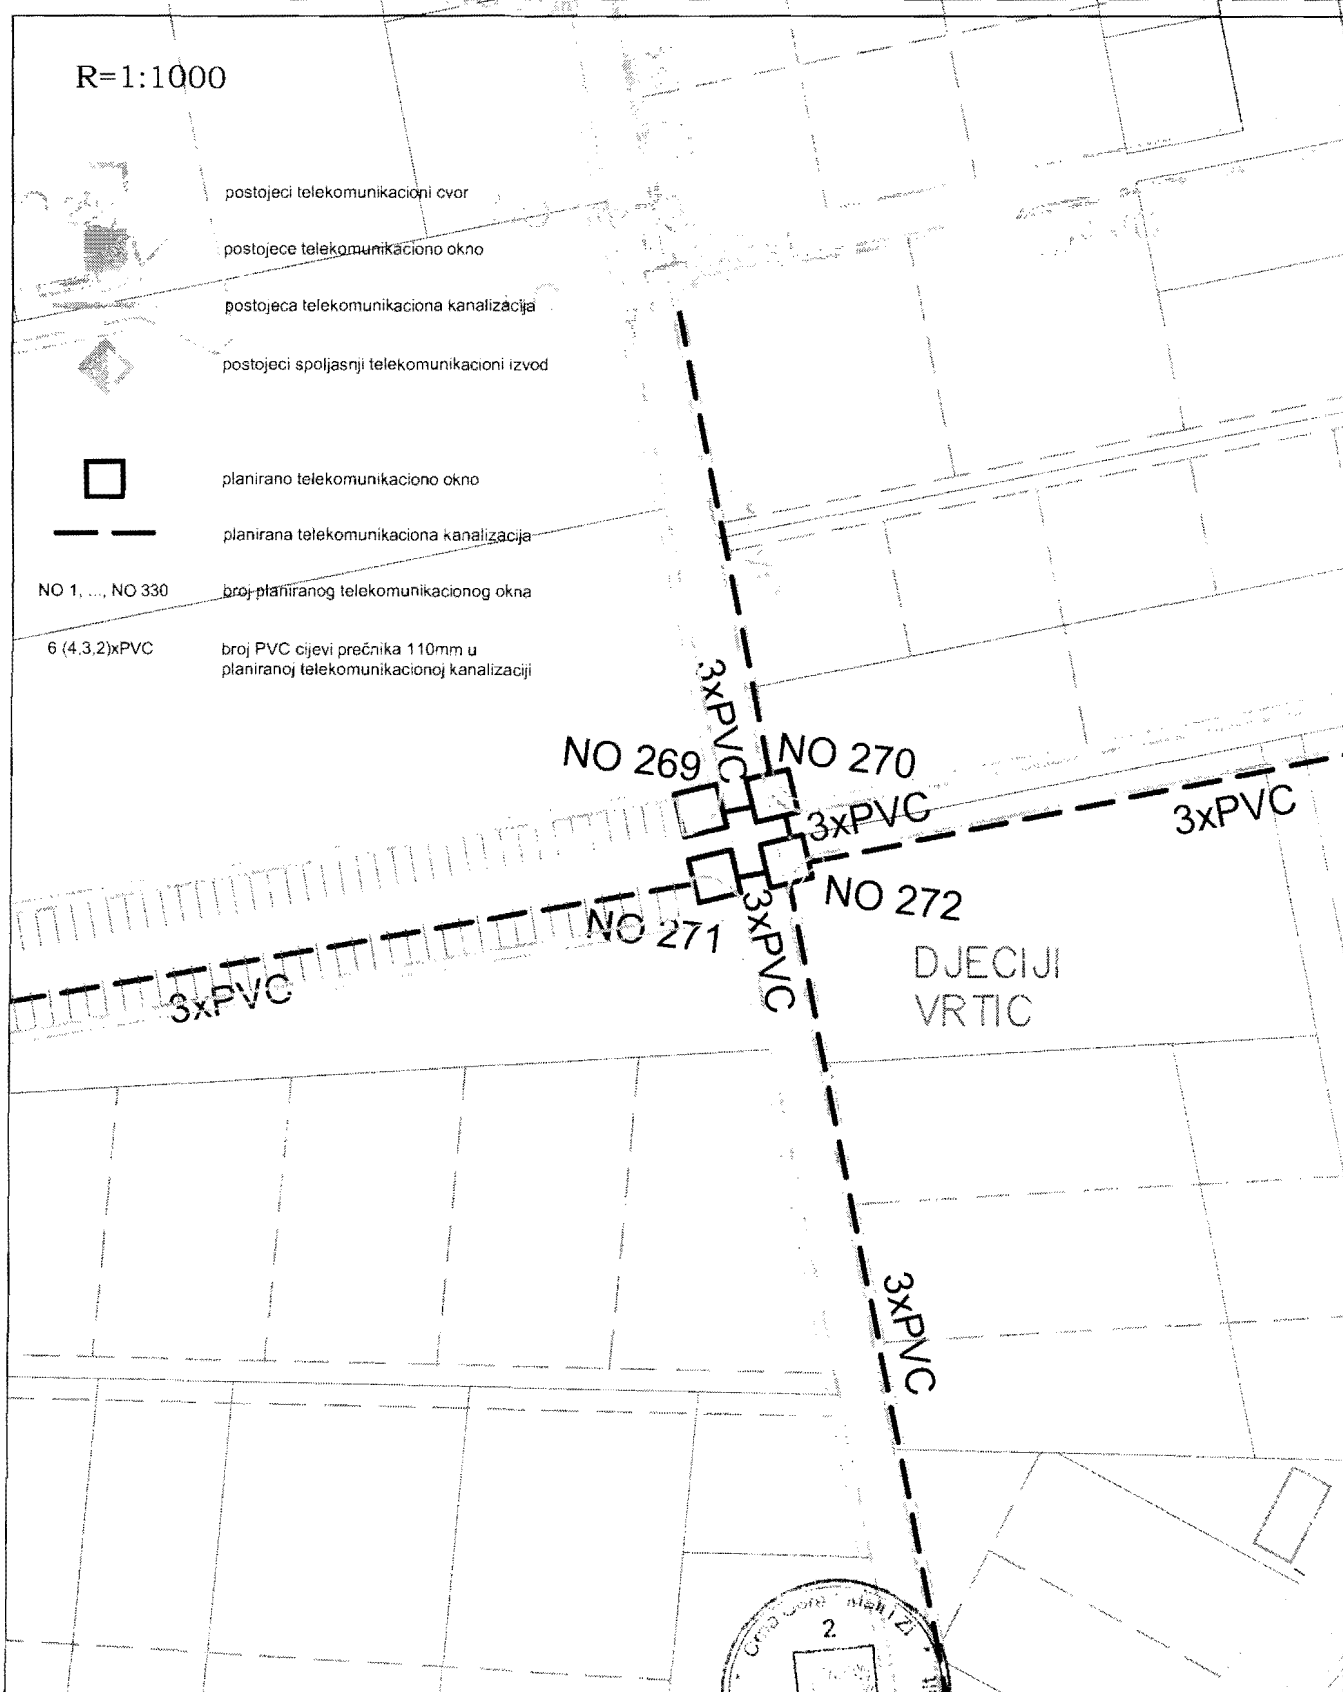 R=1:1000
postojeci telekomunikacioni cvor
postojece telekomunikaciono okno
postojeca telekomunikaciona kanalizacija
postojeci spoljasnji telekomunikacioni izvod
planirano telekomunikaciono okno
planirana telekomunikaciona kanalizacija
NO 1, ..., NO 330 broj planiranog telekomunikacionog okna
6 (4,3,2)xPVC broj PVC cijevi prečnika 110mm u
planiranoj telekomunikacionoj kanalizaciji
3xPVC
NO 269
NO 270
3xPVC
3xPVC
NO 272
NO 271
3xPVC
3xPVC
DJECIJI
VRTIC
3xPVC
Crna Gora
2